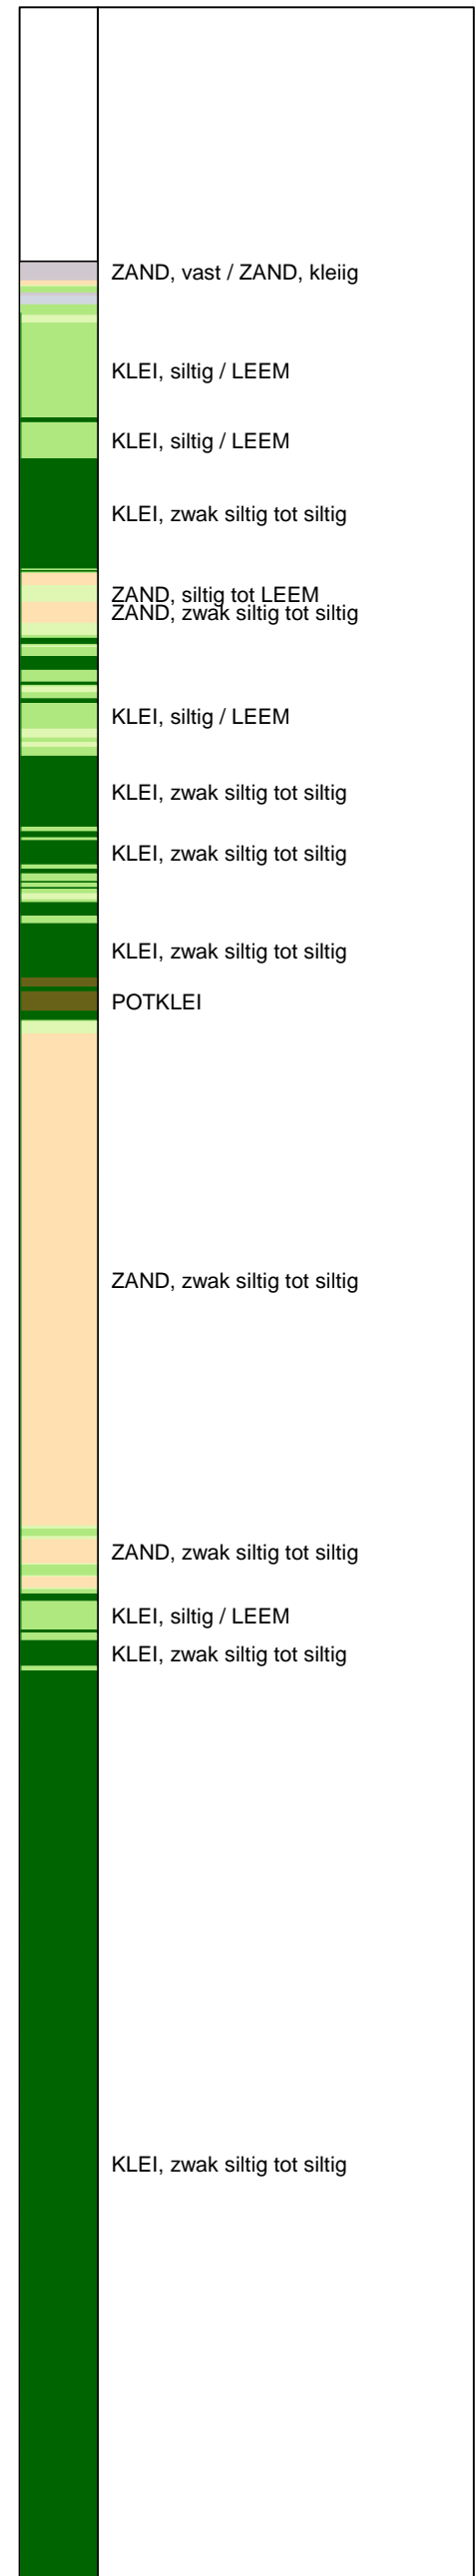 ZAND, vast / ZAND, kleiig
KLEI, siltig / LEEM
KLEI, siltig / LEEM
KLEI, zwak siltig tot siltig
ZAND, siltig tot LEEM
ZAND, zwak siltig tot siltig
KLEI, siltig / LEEM
KLEI, zwak siltig tot siltig
KLEI, zwak siltig tot siltig
KLEI, zwak siltig tot siltig
POTKLEI
ZAND, zwak siltig tot siltig
ZAND, zwak siltig tot siltig
KLEI, siltig / LEEM
KLEI, zwak siltig tot siltig
KLEI, zwak siltig tot siltig